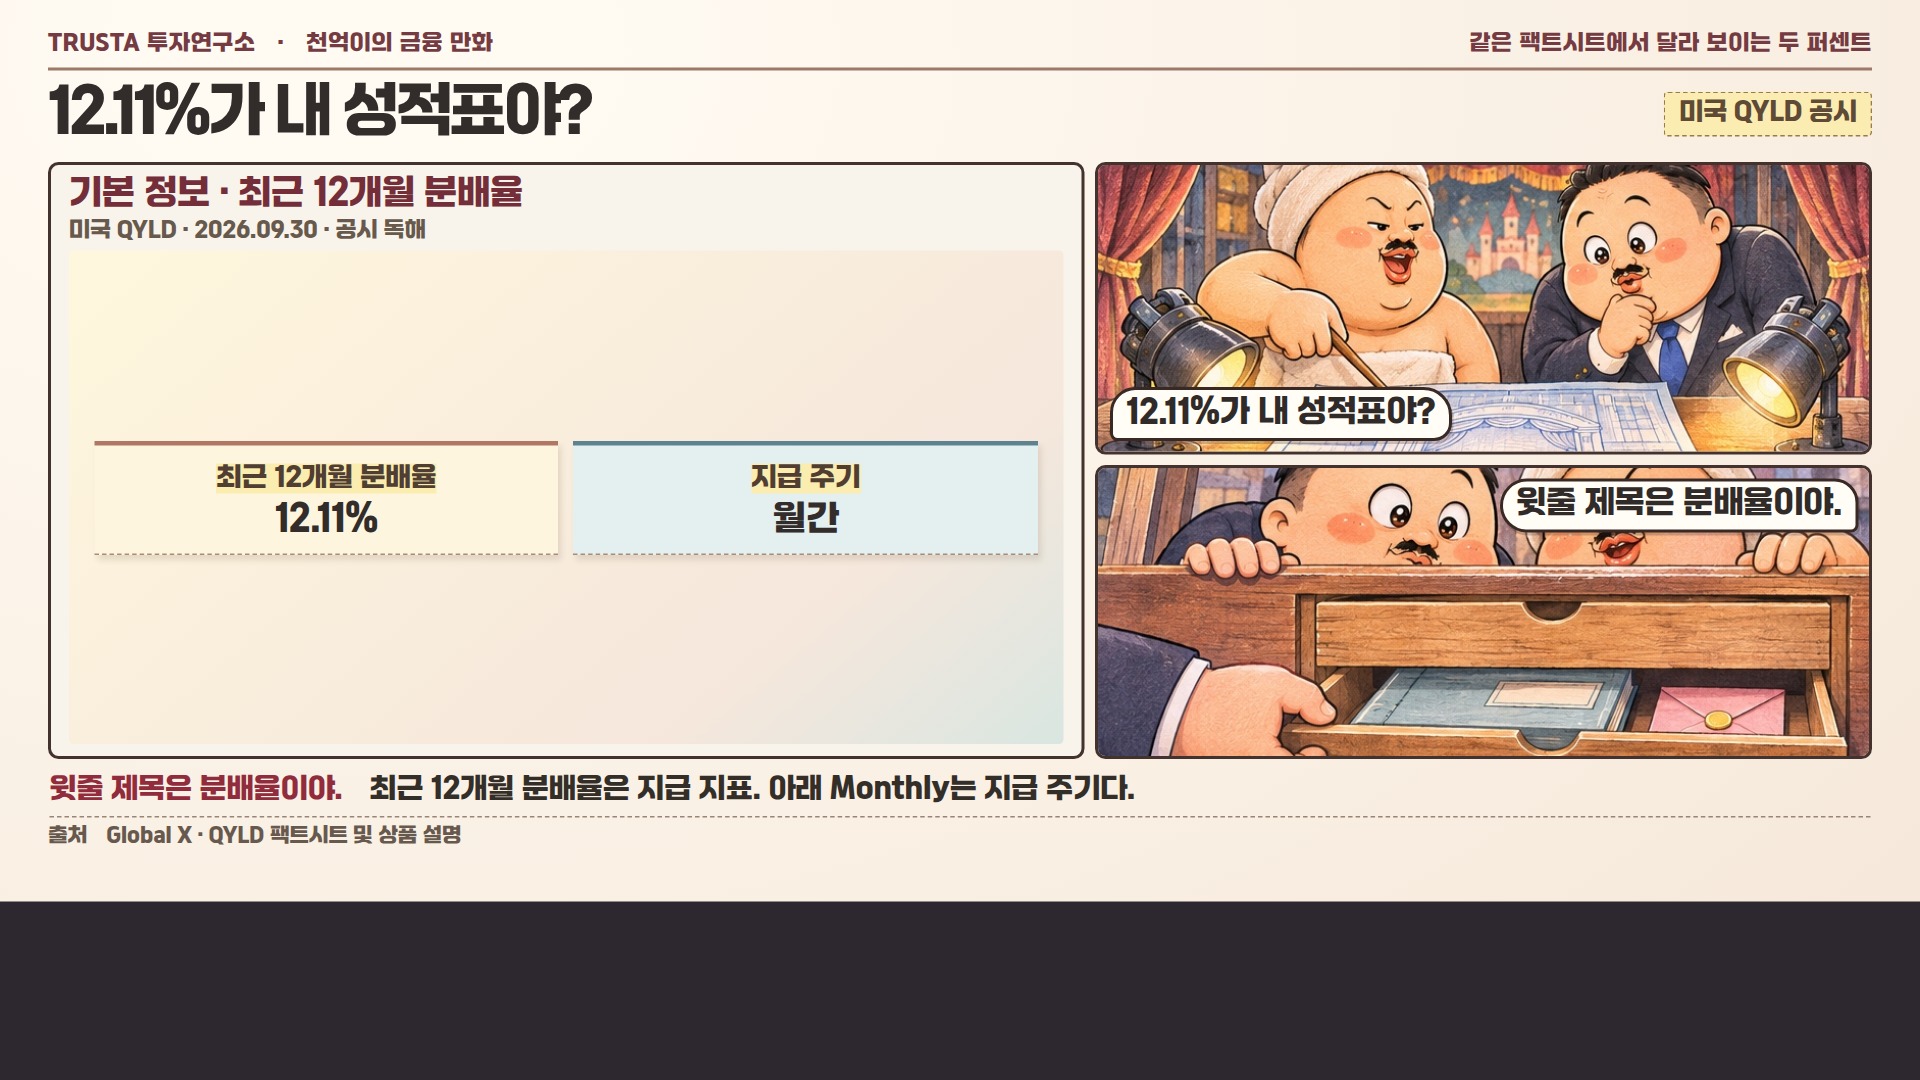 TRUSTA 투자연구소 · 천억이의 금융 만화
같은 팩트시트에서 달라 보이는 두 퍼센트
12.11%가 내 성적표야?
미국 QYLD 공시
기본 정보 · 최근 12개월 분배율
미국 QYLD · 2026.09.30 · 공시 독해
최근 12개월 분배율
12.11%
지급 주기
월간
12.11%가 내 성적표야?
윗줄 제목은 분배율이야.
윗줄 제목은 분배율이야. 최근 12개월 분배율은 지급 지표. 아래 Monthly는 지급 주기다.
출처 Global X · QYLD 팩트시트 및 상품 설명